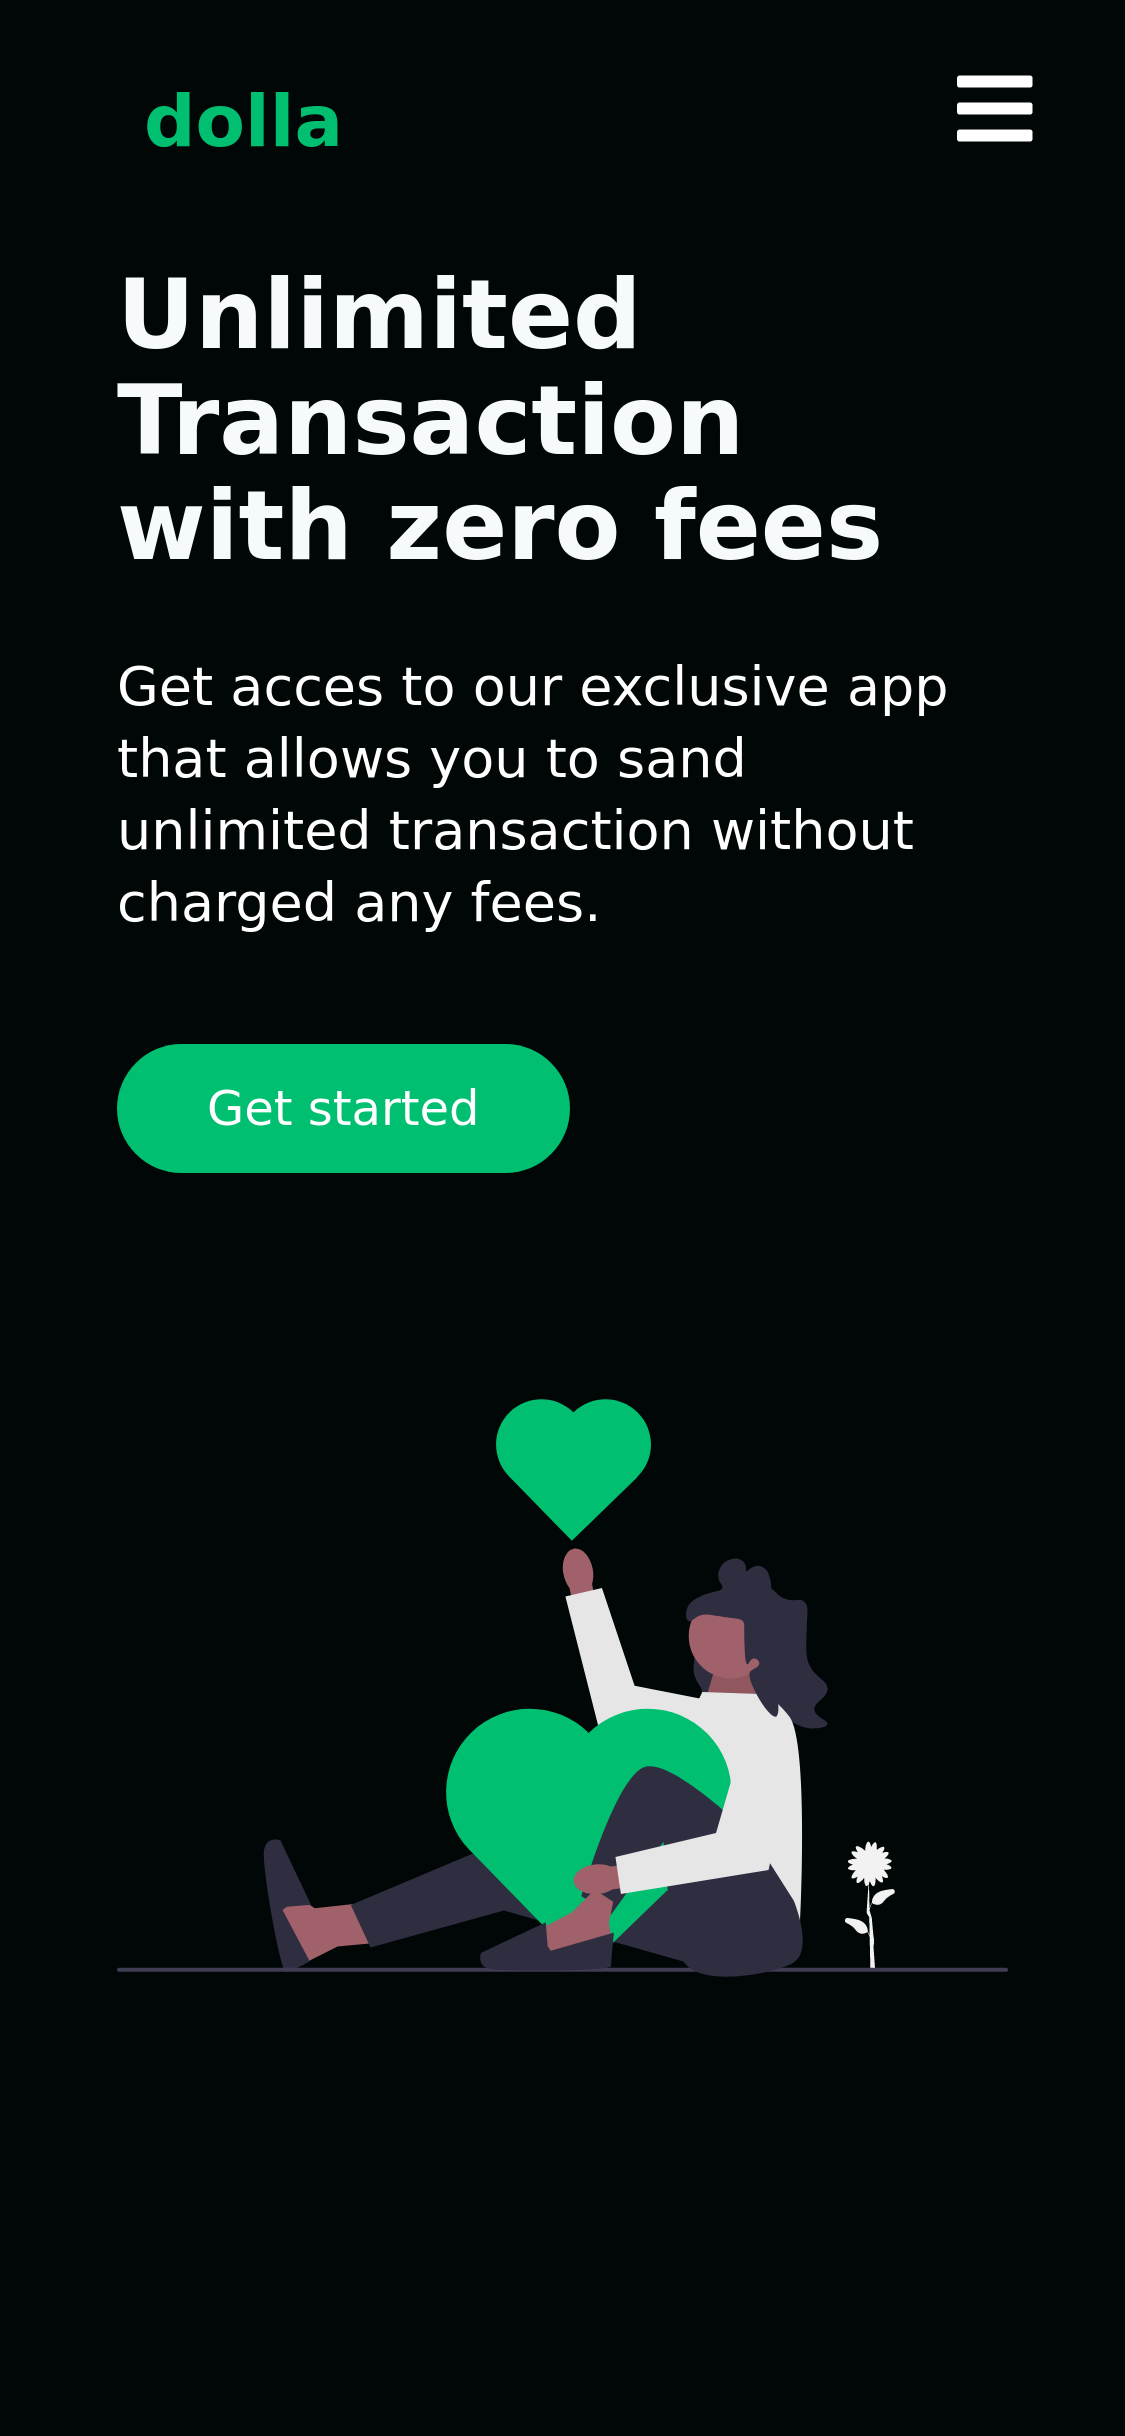 dolla
Unlimited
Transaction
with zero fees
Get acces to our exclusive app
that allows you to sand
unlimited transaction without
charged any fees.
Get started